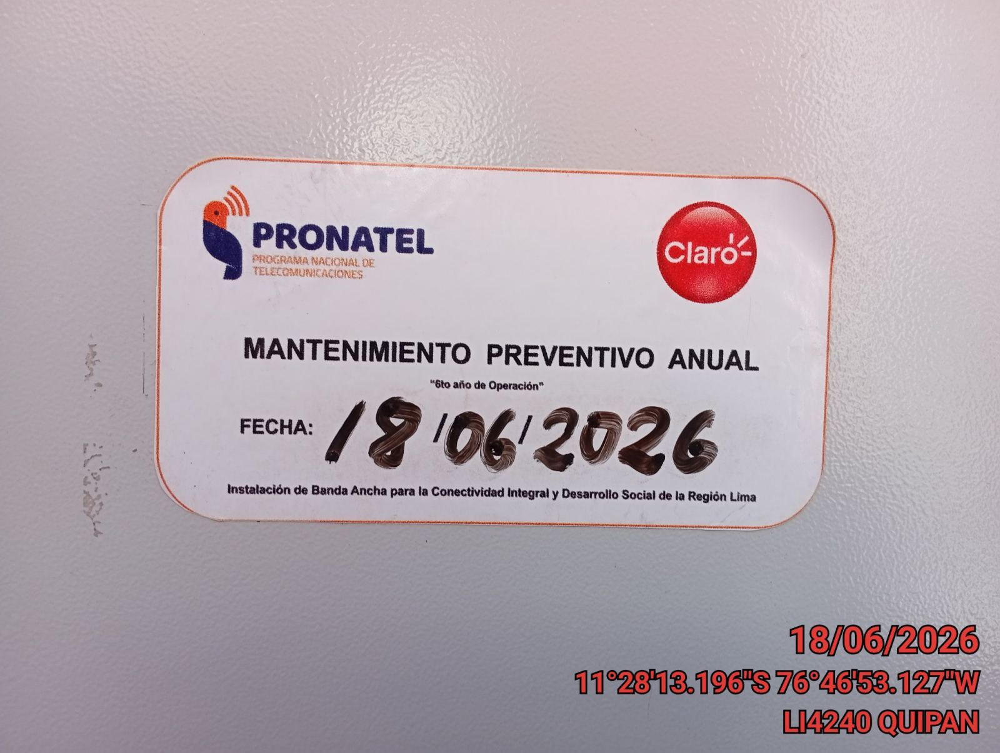 PRONATEL
PROGRAMA NACIONAL DE
TELECOMUNICACIONES
Claro
MANTENIMIENTO PREVENTIVO ANUAL
"6to año de Operación"
FECHA: 18/06/2026
Instalación de Banda Ancha para la Conectividad Integral y Desarrollo Social de la Región Lima
18/06/2026
11°28'13.196"S 76°46'53.127"W
LI4240 QUIPAN